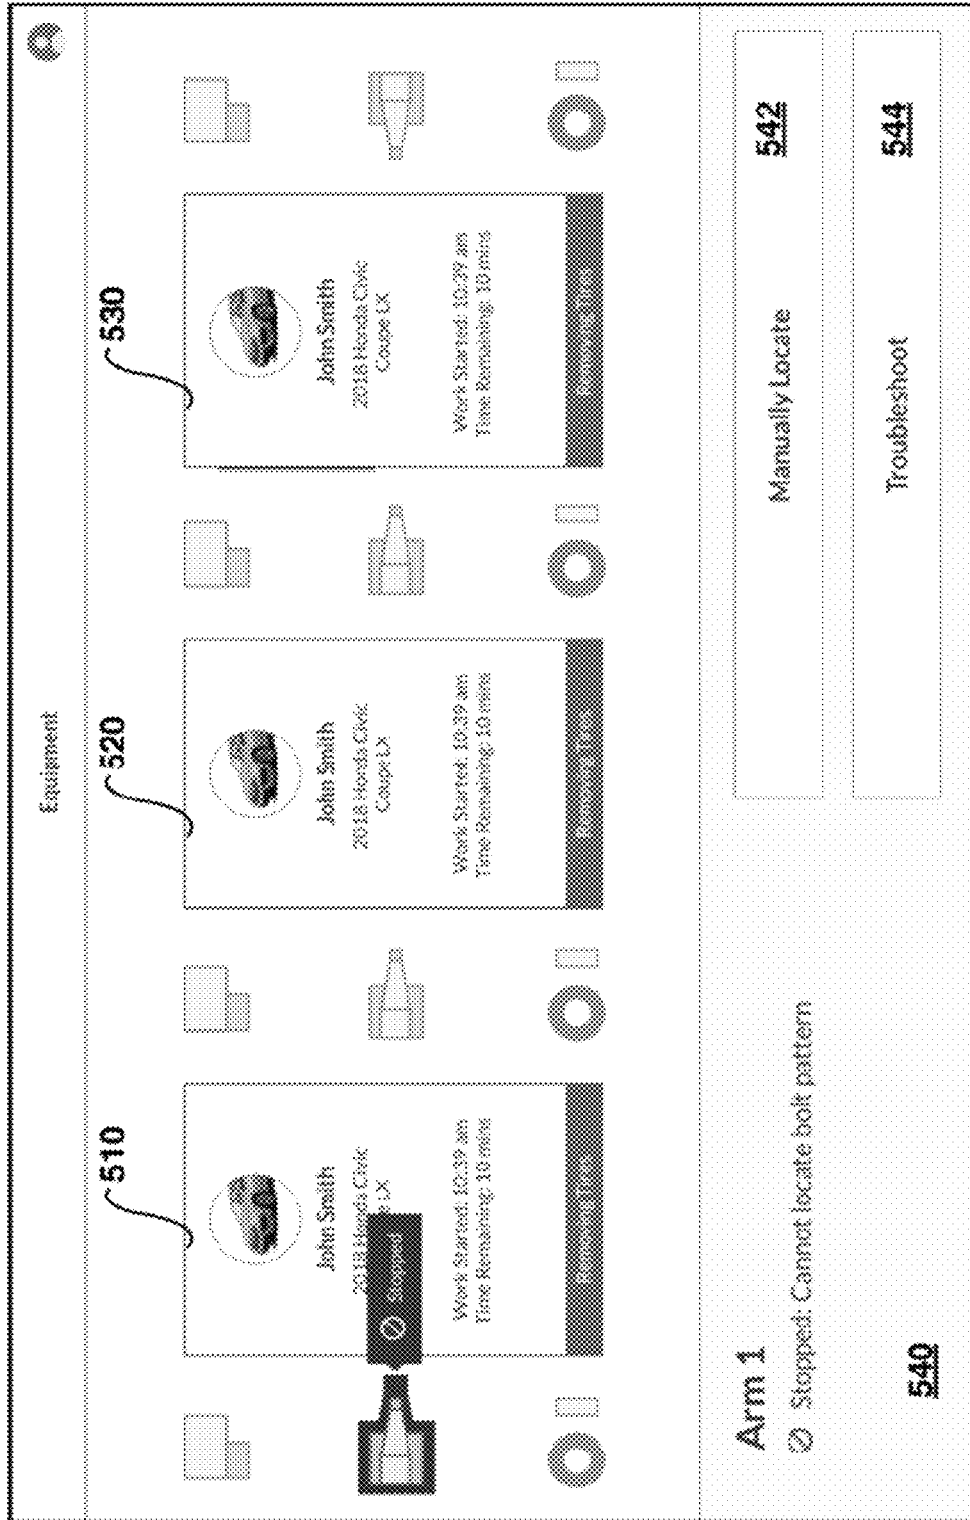 Equipment
510
520
530
John Smith
2018 Honda Civic
e LX
Work Started: 10:39 am
Time Remaining: 10 mins
Stopped
John Smith
2018 Honda Civic
Coupe LX
Work Started: 10:39 am
Time Remaining: 10 mins
John Smith
2018 Honda Civic
Coupe LX
Work Started: 10:39 am
Time Remaining: 10 mins
Arm 1
Stopped: Cannot locate bolt pattern
540
Manually Locate
542
Troubleshoot
544